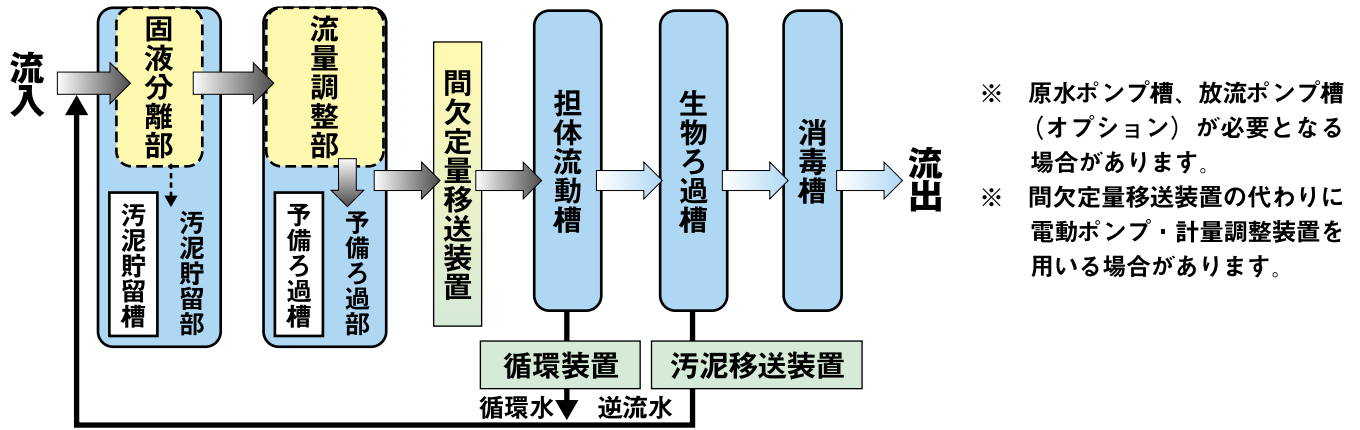 流入
固液分離部
汚泥貯留槽
汚泥貯留部
流量調整部
予備ろ過槽
予備ろ過部
間欠定量移送装置
担体流動槽
生物ろ過槽
消毒槽
流出
循環装置
汚泥移送装置
循環水
逆流水
※ 原水ポンプ槽、放流ポンプ槽
（オプション）が必要となる
場合があります。
※ 間欠定量移送装置の代わりに
電動ポンプ・計量調整装置を
用いる場合があります。